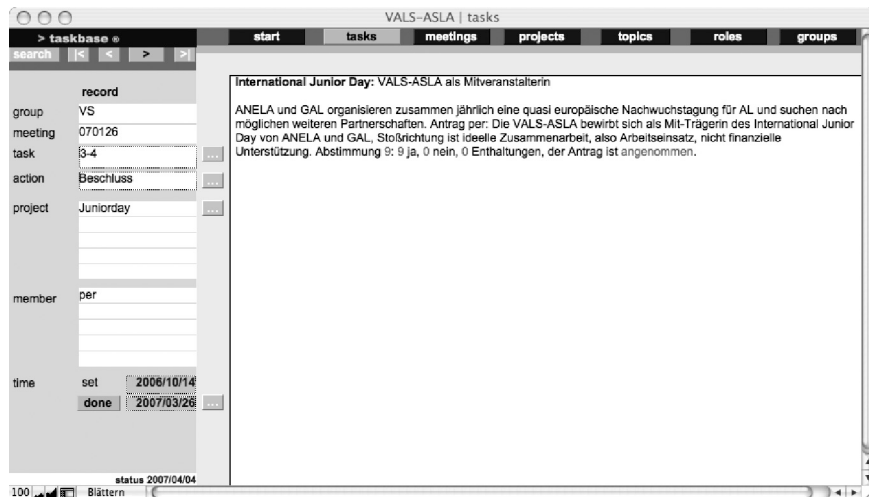 VALS-ASLA | tasks
> taskbase ®
start tasks meetings projects topics roles groups
search |< < > >|
record
group VS
meeting 070126
task 3-4 ...
action Beschluss ...
project Juniorday ...
member per
time set 2006/10/14
done 2007/03/26 ...
status 2007/04/04
International Junior Day: VALS-ASLA als Mitveranstalterin
ANELA und GAL organisieren zusammen jährlich eine quasi europäische Nachwuchstagung für AL und suchen nach
möglichen weiteren Partnerschaften. Antrag per: Die VALS-ASLA bewirbt sich als Mit-Trägerin des International Junior
Day von ANELA und GAL, Stoßrichtung ist ideelle Zusammenarbeit, also Arbeitseinsatz, nicht finanzielle
Unterstützung. Abstimmung 9: 9 ja, 0 nein, 0 Enthaltungen, der Antrag ist angenommen.
100 Blättern